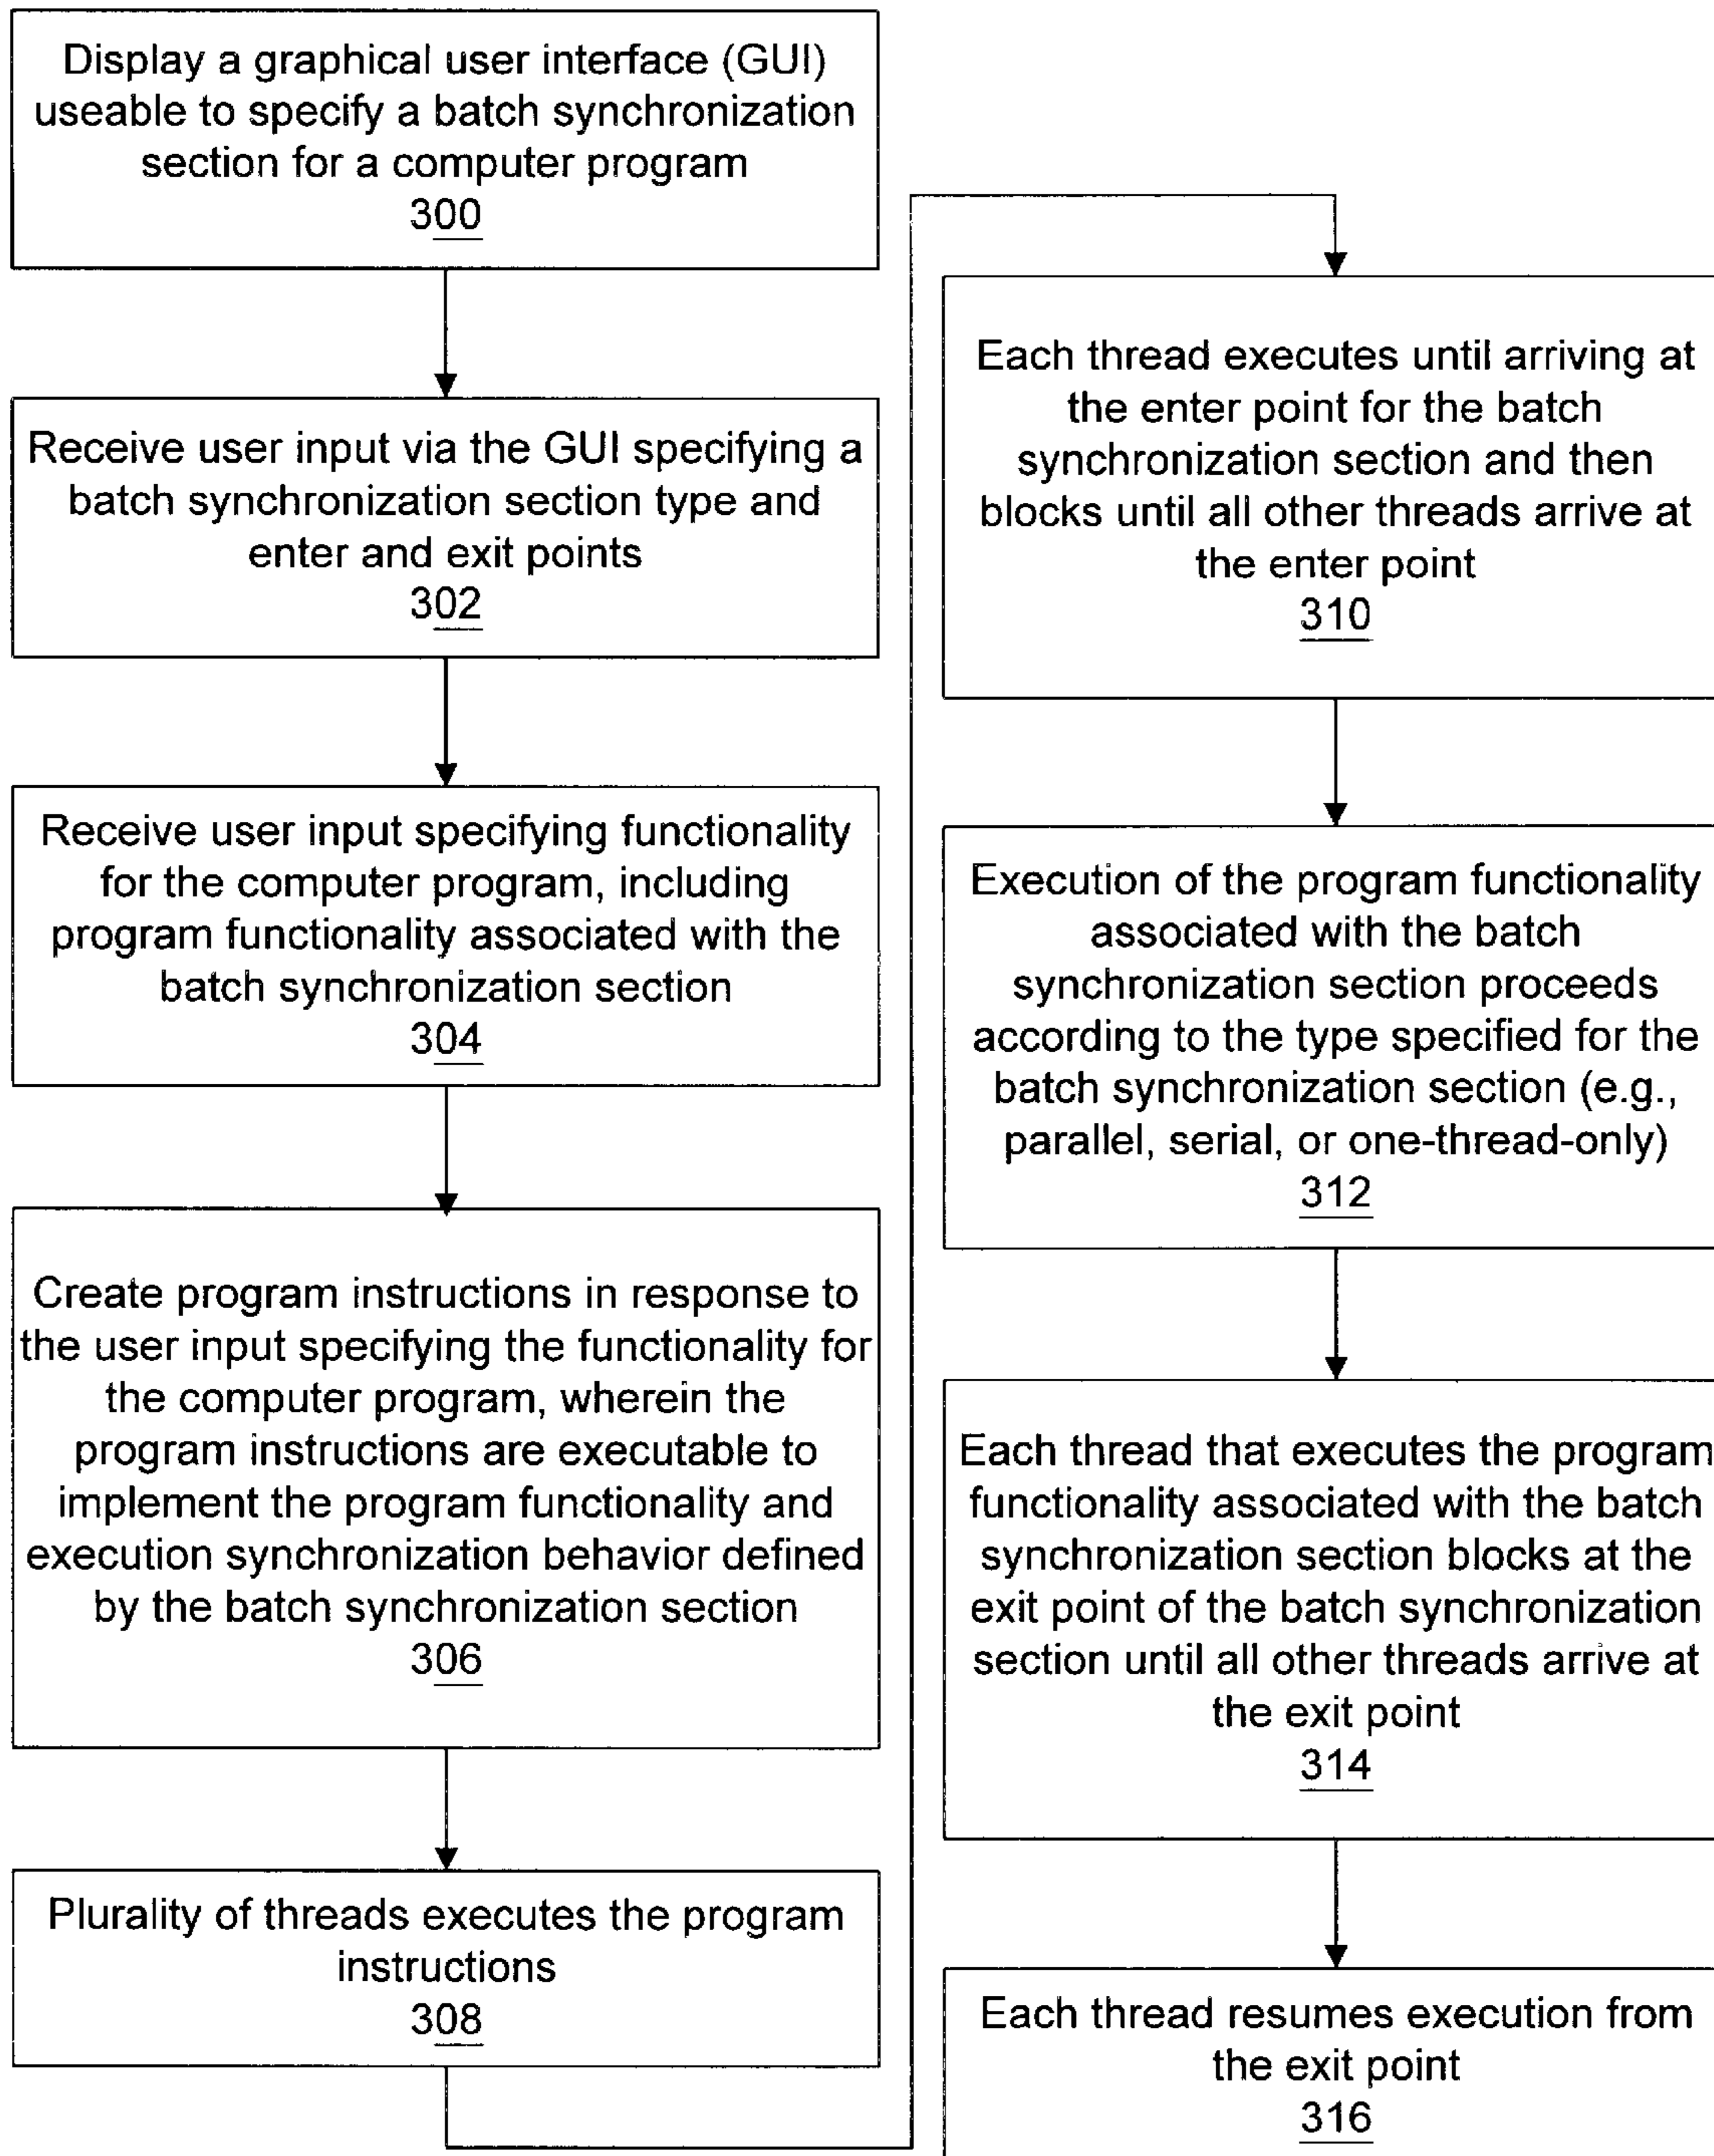 Display a graphical user interface (GUI)
useable to specify a batch synchronization
section for a computer program
300
Receive user input via the GUI specifying a
batch synchronization section type and
enter and exit points
302
Receive user input specifying functionality
for the computer program, including
program functionality associated with the
batch synchronization section
304
Create program instructions in response to
the user input specifying the functionality for
the computer program, wherein the
program instructions are executable to
implement the program functionality and
execution synchronization behavior defined
by the batch synchronization section
306
Plurality of threads executes the program
instructions
308
Each thread executes until arriving at
the enter point for the batch
synchronization section and then
blocks until all other threads arrive at
the enter point
310
Execution of the program functionality
associated with the batch
synchronization section proceeds
according to the type specified for the
batch synchronization section (e.g.,
parallel, serial, or one-thread-only)
312
Each thread that executes the program
functionality associated with the batch
synchronization section blocks at the
exit point of the batch synchronization
section until all other threads arrive at
the exit point
314
Each thread resumes execution from
the exit point
316